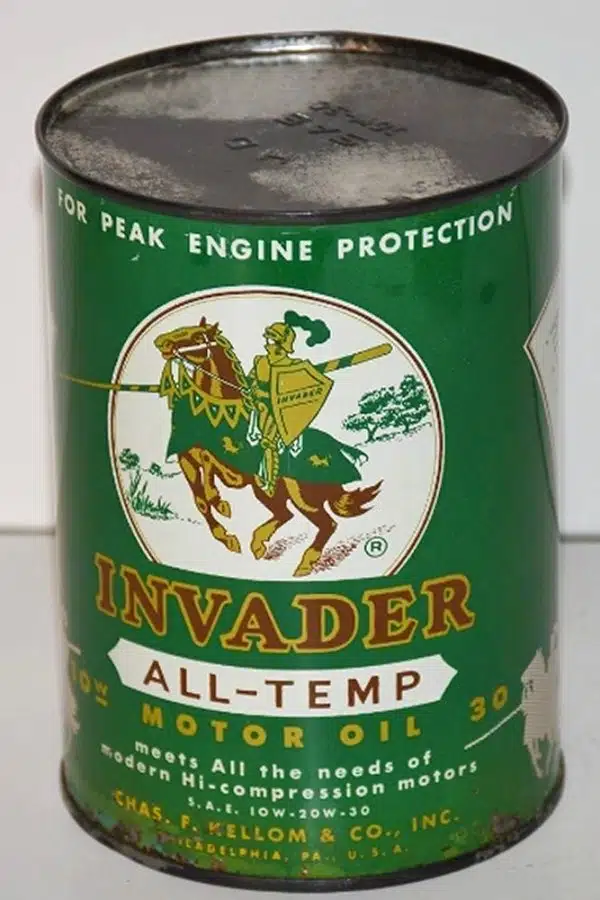 FOR PEAK ENGINE PROTECTION
INVADER
®
INVADER
ALL-TEMP
10W
30
MOTOR OIL
meets All the needs of
modern Hi-compression motors
S.A.E. 10W-20W-30
CHAS. F. KELLOM & CO., INC.
PHILADELPHIA, PA., U.S.A.